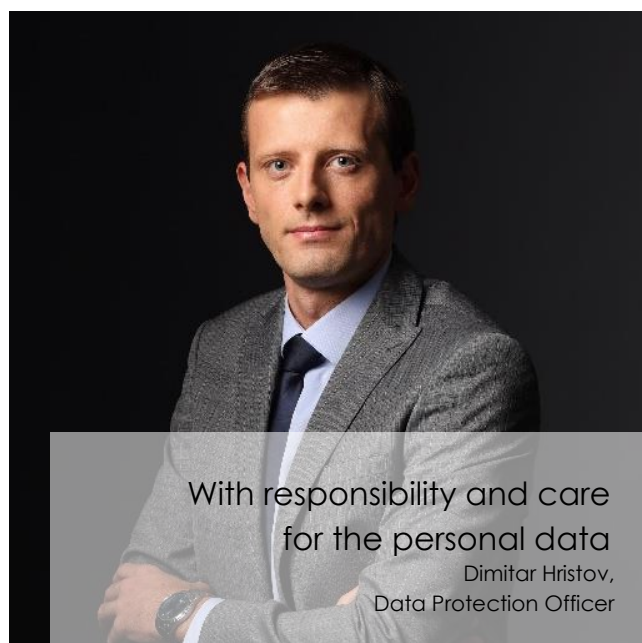 With responsibility and care
for the personal data
Dimitar Hristov,
Data Protection Officer